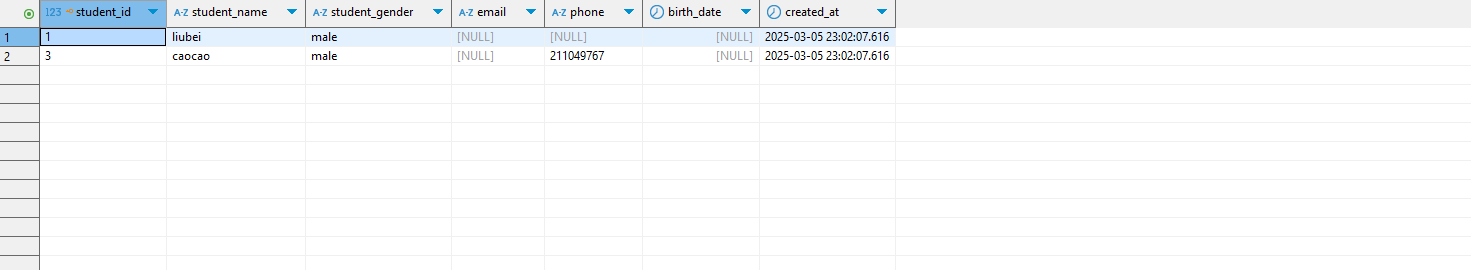 123 student_id A-Z student_name A-Z student_gender A-Z email A-Z phone birth_date created_at
1 1 liubei male [NULL] [NULL] [NULL] 2025-03-05 23:02:07.616
2 3 caocao male [NULL] 211049767 [NULL] 2025-03-05 23:02:07.616